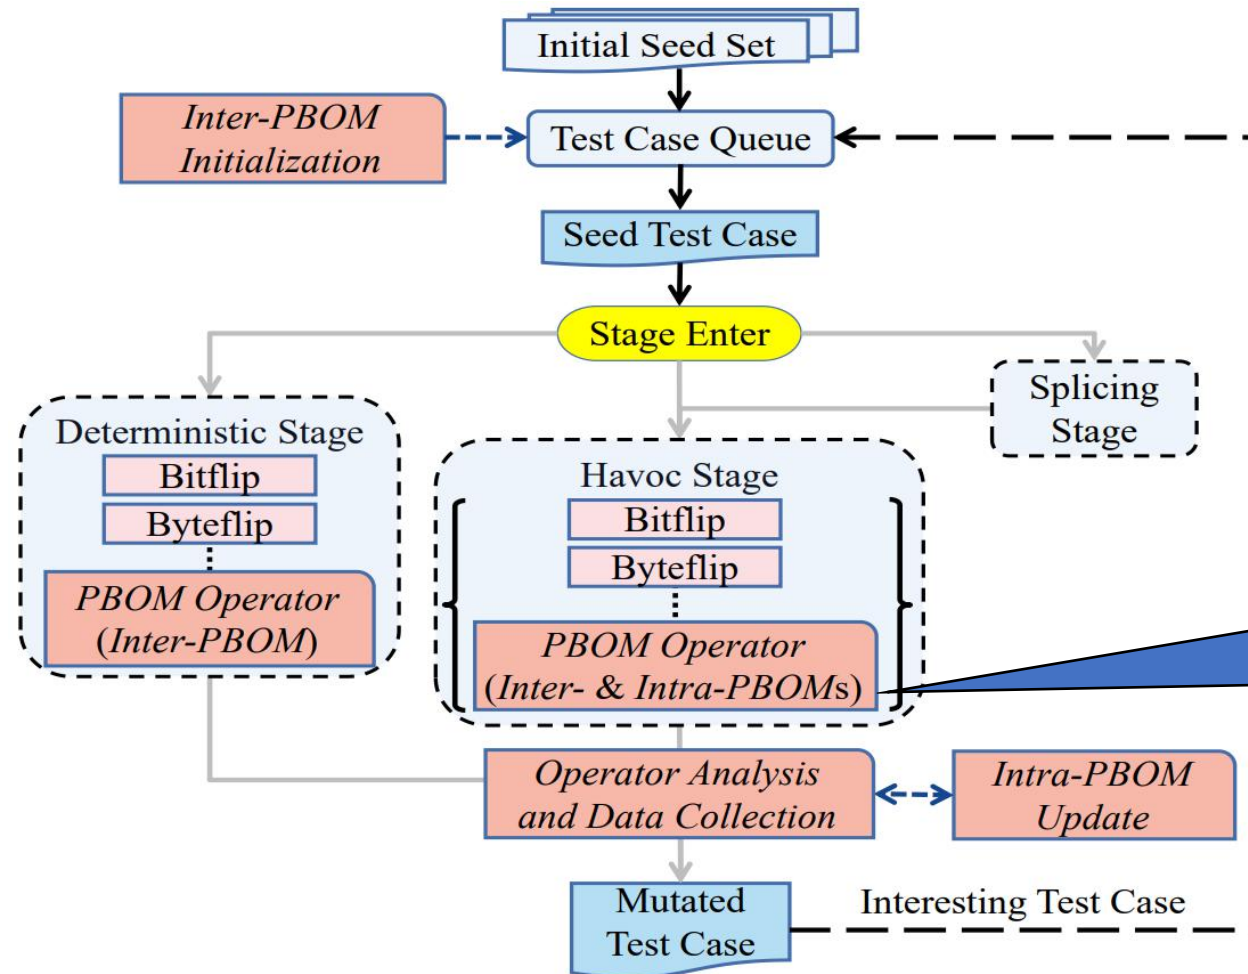 Initial Seed Set
Inter-PBOM
Initialization
Test Case Queue
Seed Test Case
Stage Enter
Splicing
Stage
Deterministic Stage
Bitflip
Byteflip
PBOM Operator
(Inter-PBOM)
Havoc Stage
Bitflip
Byteflip
PBOM Operator
(Inter- & Intra-PBOMs)
Operator Analysis
and Data Collection
Intra-PBOM
Update
Mutated
Test Case
Interesting Test Case